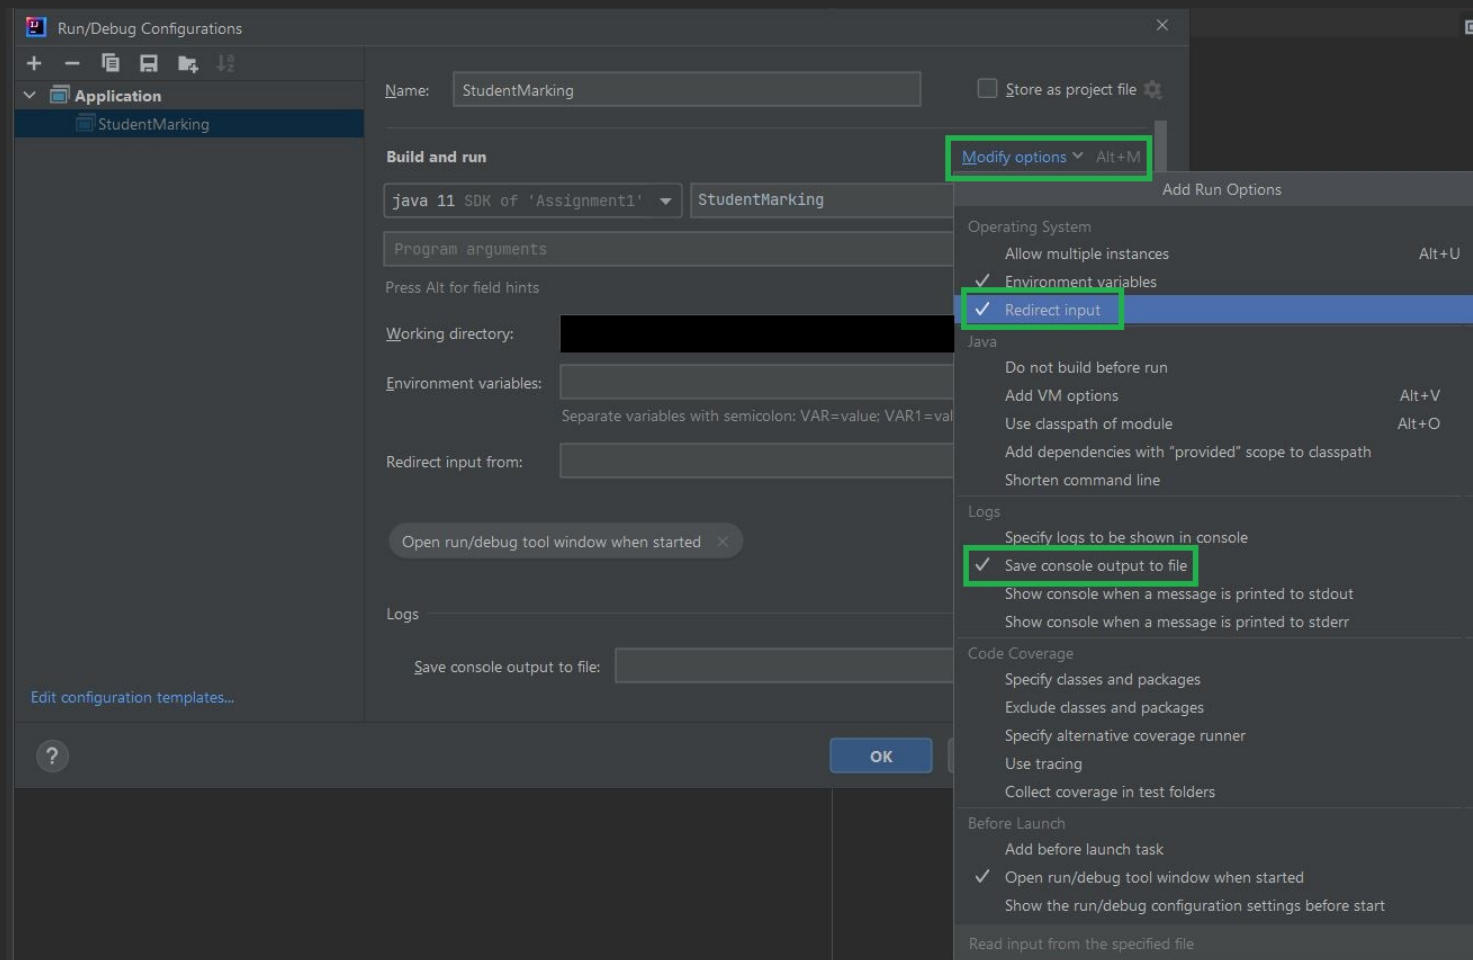 Run/Debug Configurations
Application
StudentMarking
Edit configuration templates...
Name: StudentMarking
Store as project file
Build and run
Modify options Alt+M
java 11 SDK of 'Assignment1' StudentMarking
Program arguments
Press Alt for field hints
Working directory:
Environment variables:
Separate variables with semicolon: VAR=value; VAR1=val
Redirect input from:
Open run/debug tool window when started
Logs
Save console output to file:
? OK
Add Run Options
Operating System
Allow multiple instances Alt+U
Environment variables
Redirect input
Java
Do not build before run
Add VM options Alt+V
Use classpath of module Alt+O
Add dependencies with "provided" scope to classpath
Shorten command line
Logs
Specify logs to be shown in console
Save console output to file
Show console when a message is printed to stdout
Show console when a message is printed to stderr
Code Coverage
Specify classes and packages
Exclude classes and packages
Specify alternative coverage runner
Use tracing
Collect coverage in test folders
Before Launch
Add before launch task
Open run/debug tool window when started
Show the run/debug configuration settings before start
Read input from the specified file